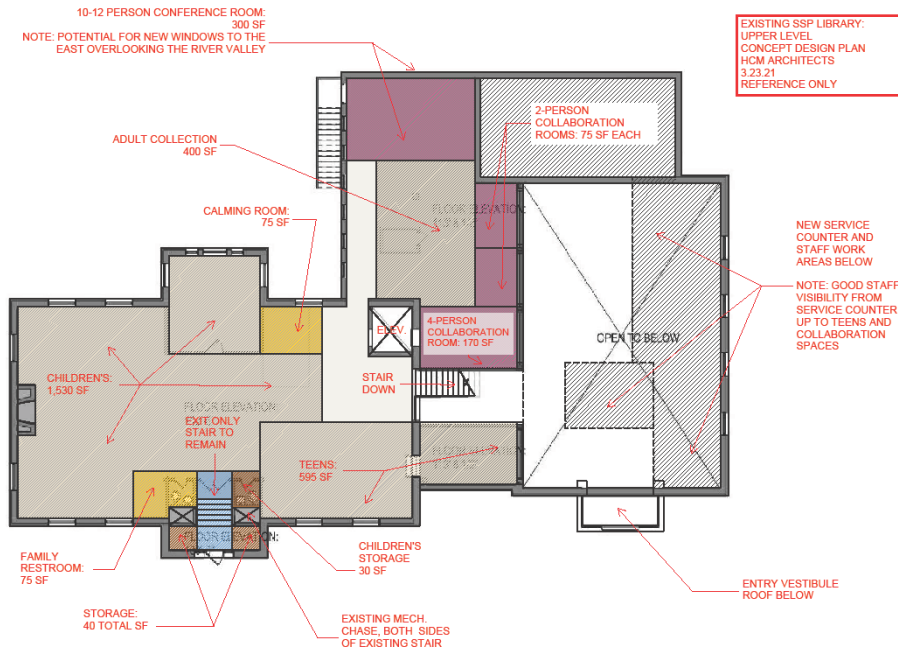 10-12 PERSON CONFERENCE ROOM:
300 SF
NOTE: POTENTIAL FOR NEW WINDOWS TO THE
EAST OVERLOOKING THE RIVER VALLEY
EXISTING SSP LIBRARY:
UPPER LEVEL
CONCEPT DESIGN PLAN
HCM ARCHITECTS
3.23.21
REFERENCE ONLY
2-PERSON
COLLABORATION
ROOMS: 75 SF EACH
ADULT COLLECTION
400 SF
CALMING ROOM:
75 SF
FLOOR ELEVATION:
NEW SERVICE
COUNTER AND
STAFF WORK
AREAS BELOW
NOTE: GOOD STAFF
VISIBILITY FROM
SERVICE COUNTER
UP TO TEENS AND
COLLABORATION
SPACES
4-PERSON
COLLABORATION
ROOM: 170 SF
ELEV.
OPEN TO BELOW
STAIR
DOWN
CHILDREN'S:
1,530 SF
FLOOR ELEVATION:
EXIT ONLY
STAIR TO
REMAIN
TEENS:
595 SF
FLOOR ELEVATION:
FLOOR ELEVATION:
FAMILY
RESTROOM:
75 SF
CHILDREN'S
STORAGE
30 SF
ENTRY VESTIBULE
ROOF BELOW
STORAGE:
40 TOTAL SF
EXISTING MECH.
CHASE, BOTH SIDES
OF EXISTING STAIR